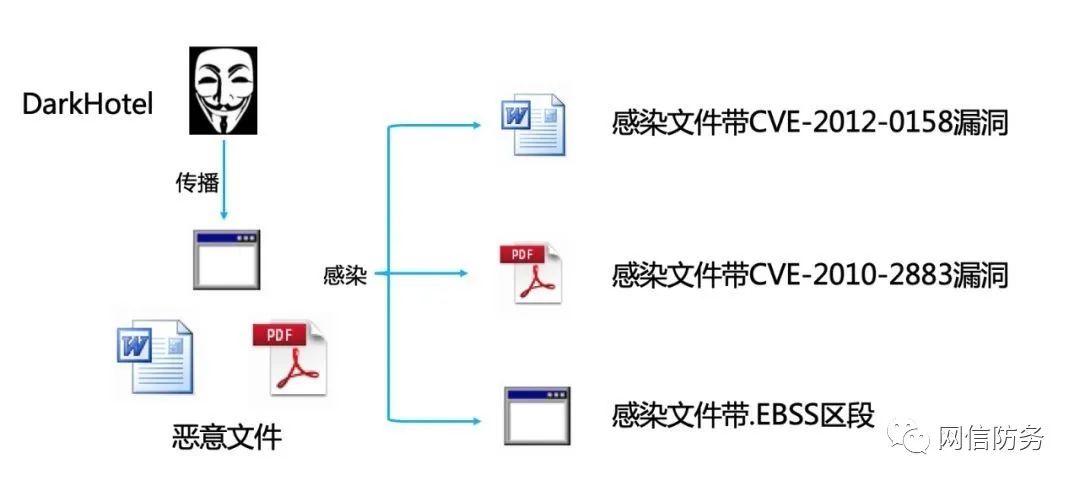 DarkHotel
传播
恶意文件
感染
感染文件带CVE-2012-0158漏洞
PDF
感染文件带CVE-2010-2883漏洞
PDF
感染文件带.EBSS区段
网信防务